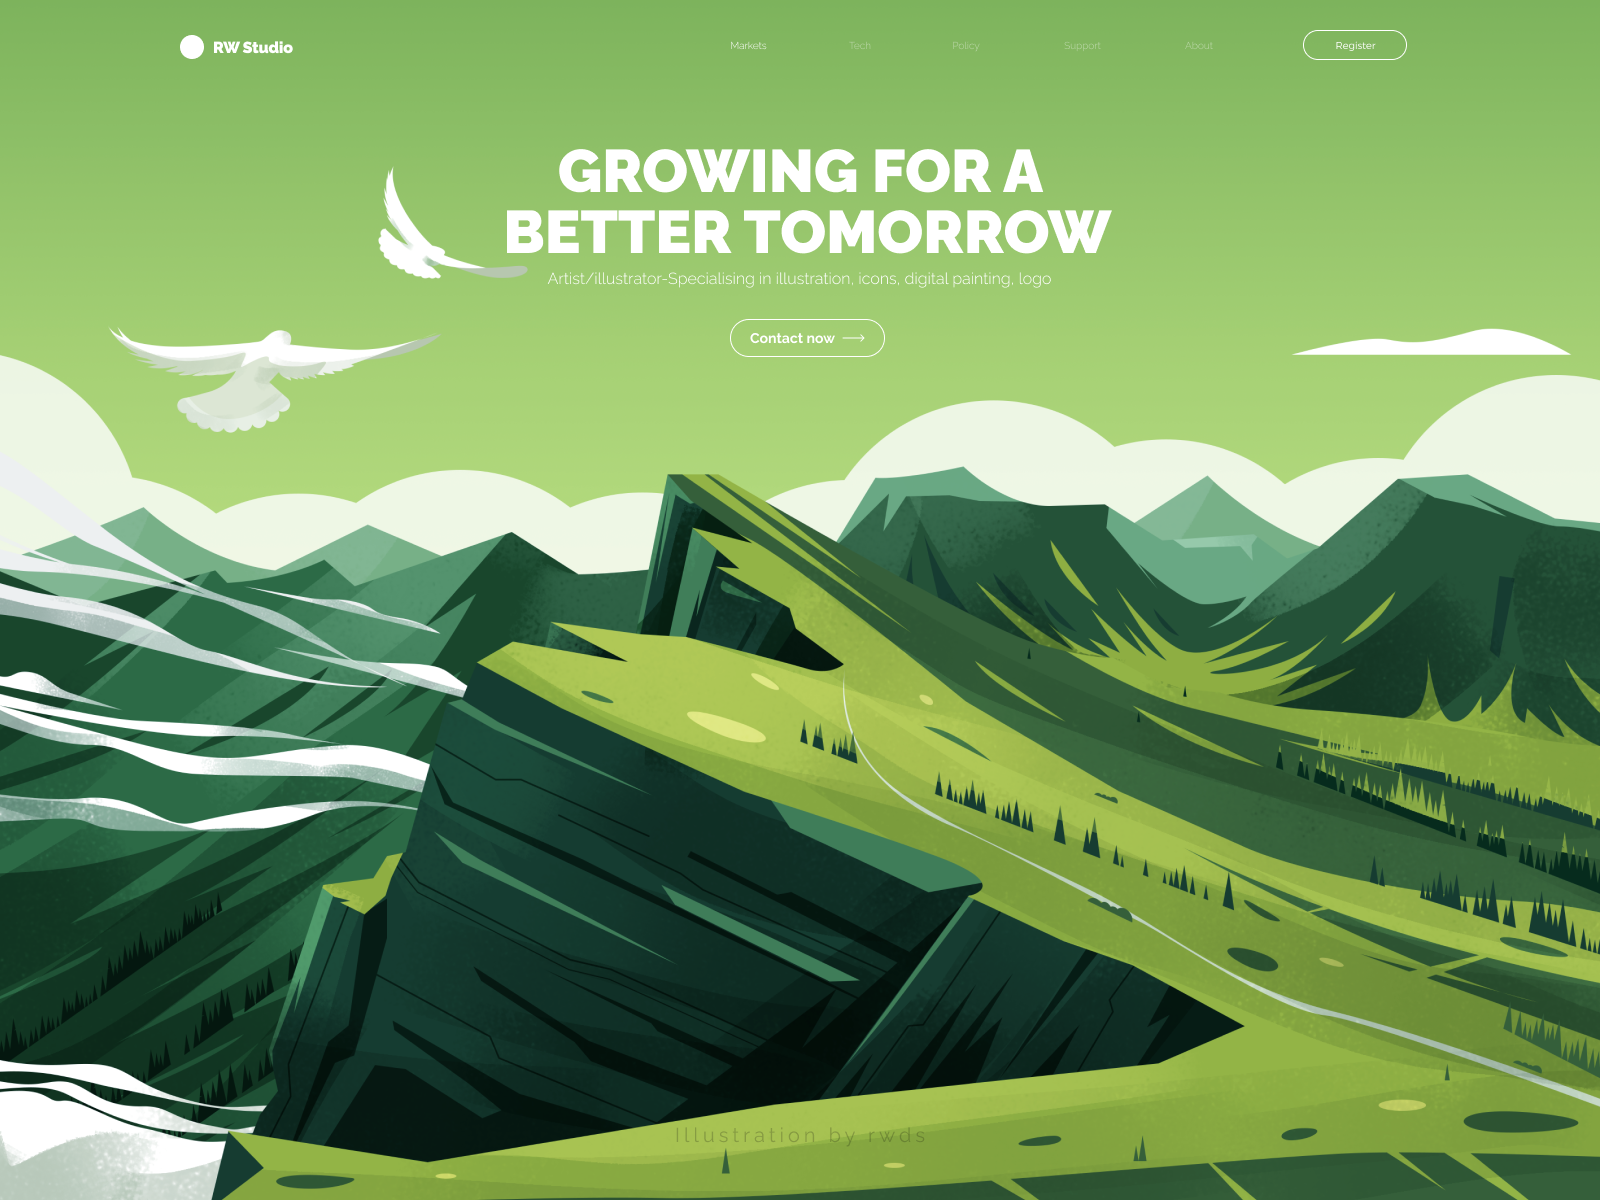 RW Studio
Markets
Tech
Policy
Support
About
Register
GROWING FOR A
BETTER TOMORROW
Artist/illustrator-Specialising in illustration, icons, digital painting, logo
Contact now
Illustration by rwds